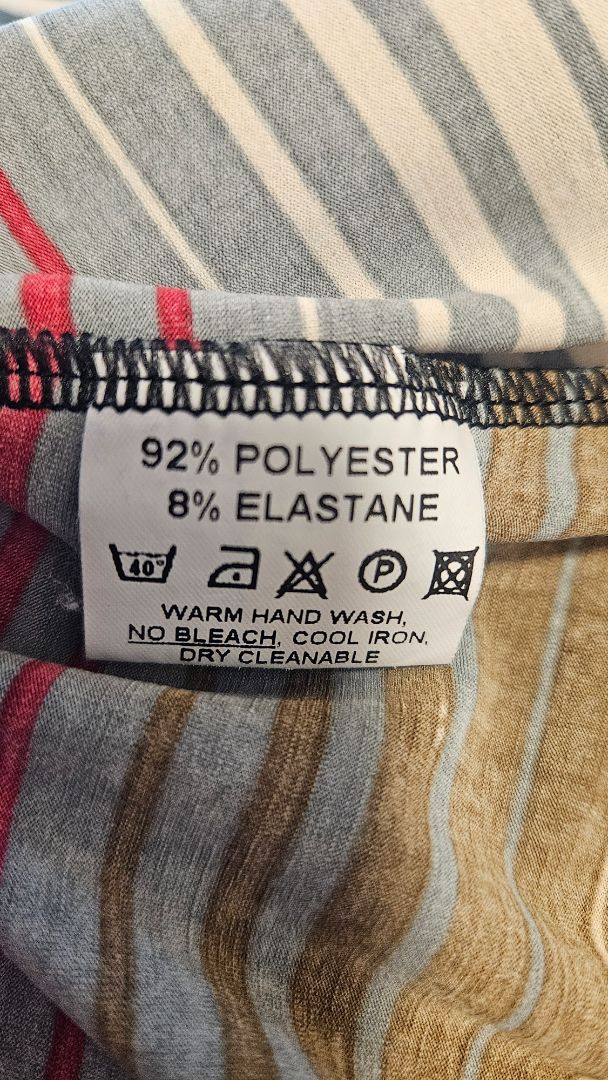 92% POLYESTER
8% ELASTANE
40° P
WARM HAND WASH,
NO BLEACH, COOL IRON,
DRY CLEANABLE